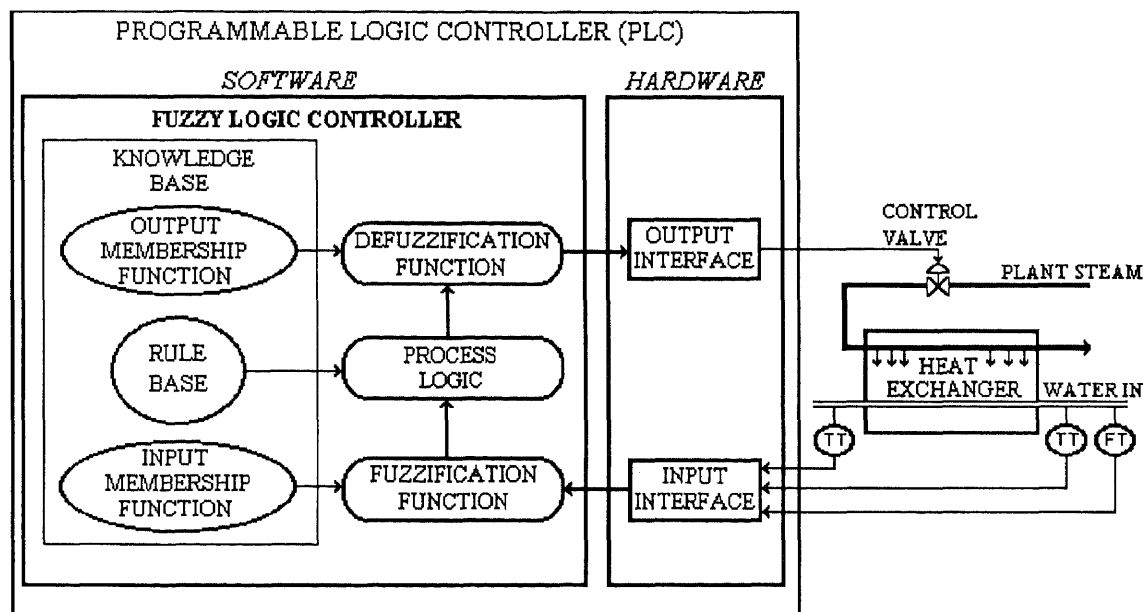 PROGRAMMABLE LOGIC CONTROLLER (PLC)
SOFTWARE
HARDWARE
FUZZY LOGIC CONTROLLER
KNOWLEDGE
BASE
OUTPUT
MEMBERSHIP
FUNCTION
DEFUZZIFICATION
FUNCTION
OUTPUT
INTERFACE
CONTROL
VALVE
PLANT STEAM
RULE
BASE
PROCESS
LOGIC
HEAT
EXCHANGER
WATER IN
TT
TT
FT
INPUT
MEMBERSHIP
FUNCTION
FUZZIFICATION
FUNCTION
INPUT
INTERFACE